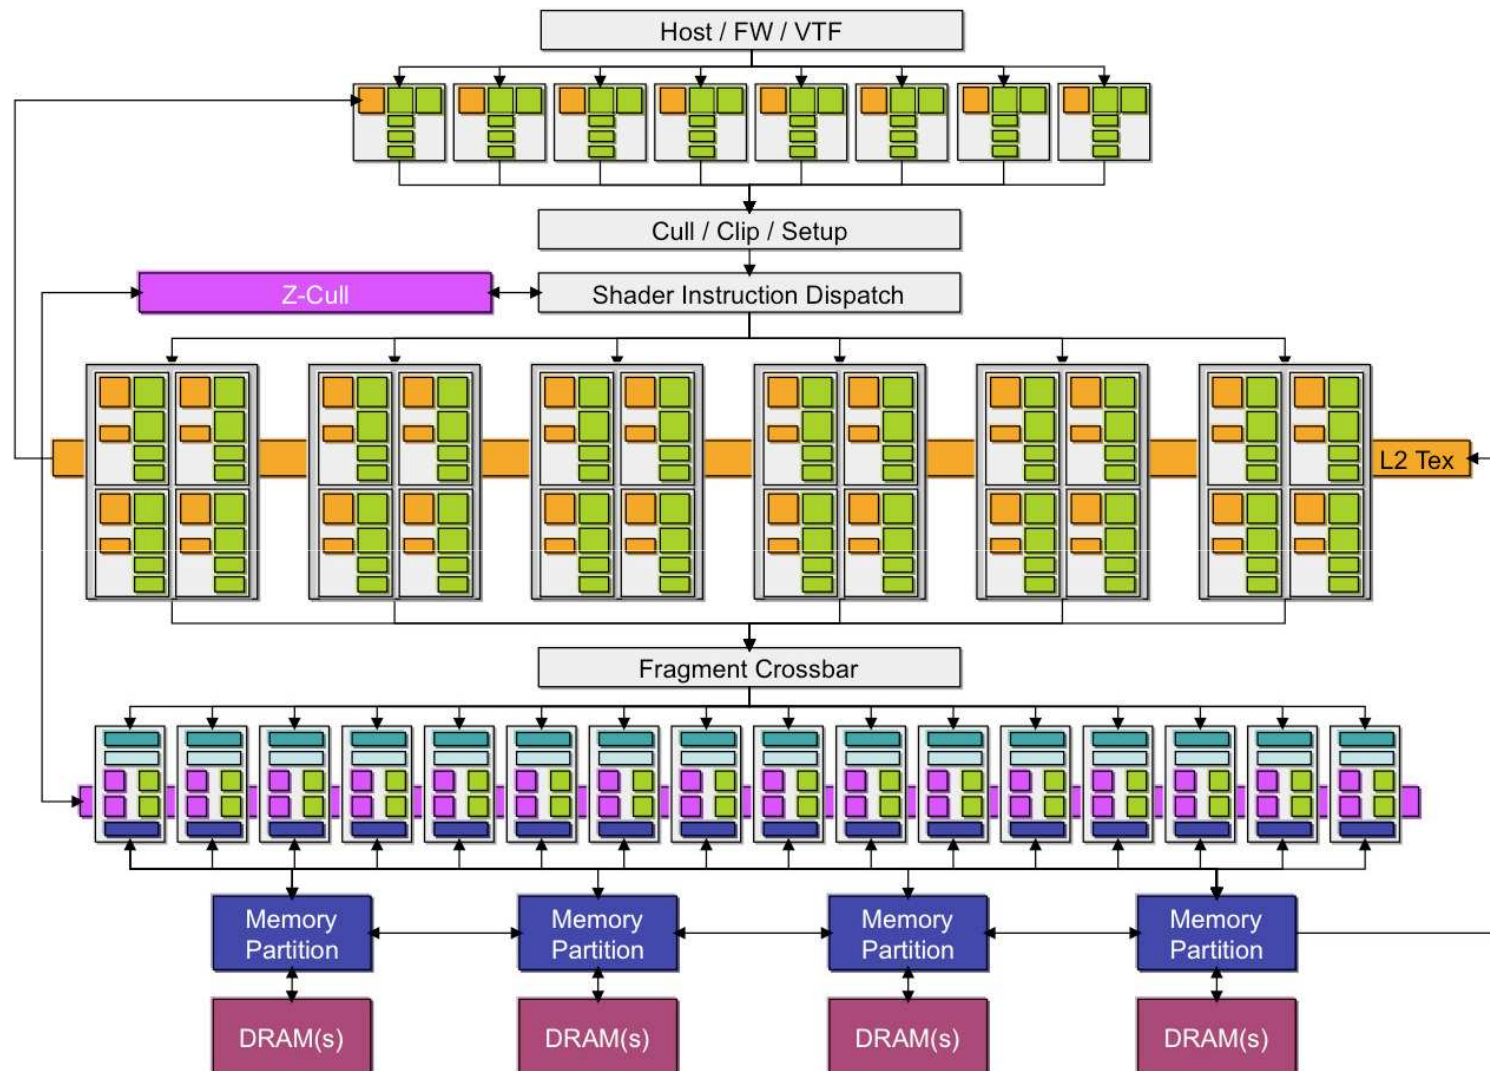 Host / FW / VTF
Cull / Clip / Setup
Z-Cull
Shader Instruction Dispatch
L2 Tex
Fragment Crossbar
Memory
Partition
Memory
Partition
Memory
Partition
Memory
Partition
DRAM(s)
DRAM(s)
DRAM(s)
DRAM(s)